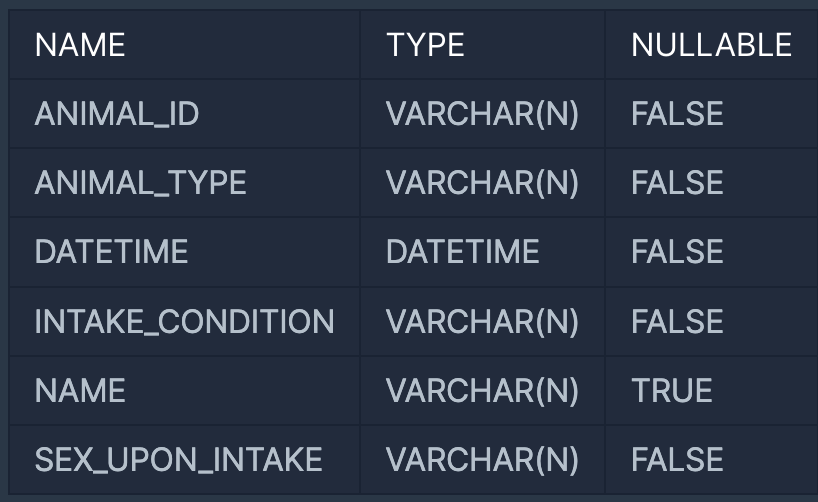 NAME TYPE NULLABLE
ANIMAL_ID VARCHAR(N) FALSE
ANIMAL_TYPE VARCHAR(N) FALSE
DATETIME DATETIME FALSE
INTAKE_CONDITION VARCHAR(N) FALSE
NAME VARCHAR(N) TRUE
SEX_UPON_INTAKE VARCHAR(N) FALSE